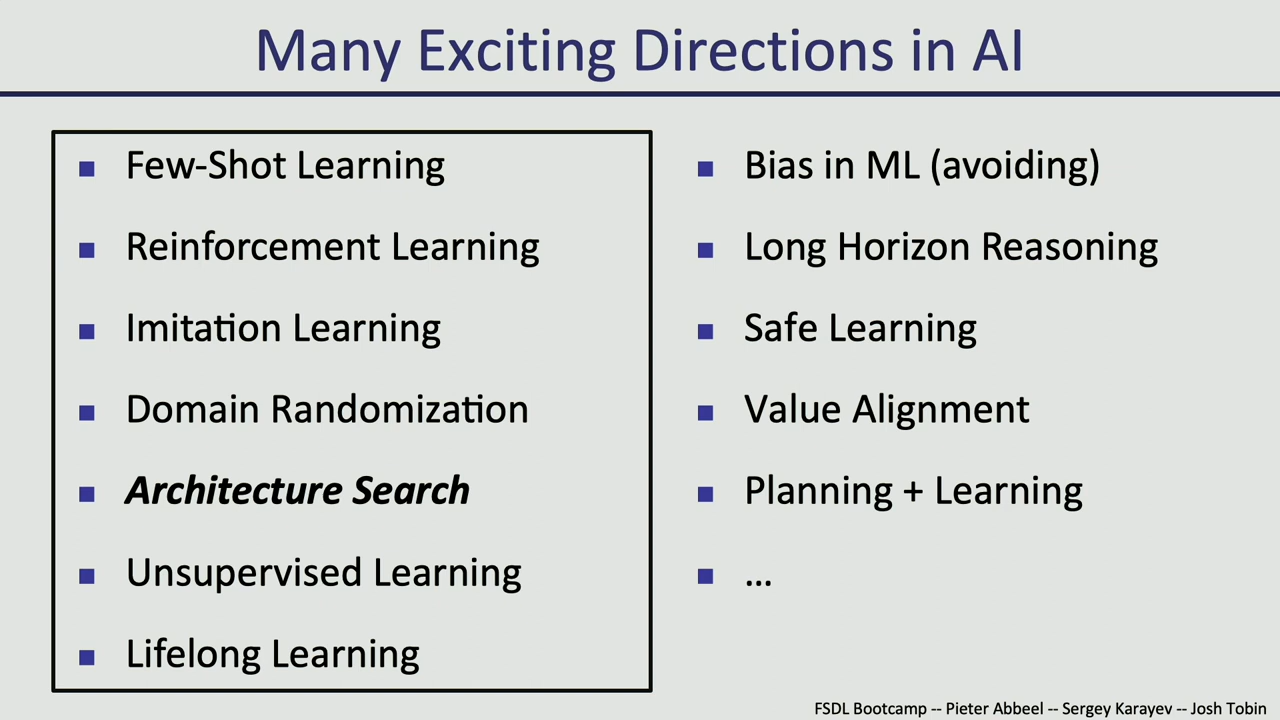 Many Exciting Directions in AI
Few-Shot Learning
Reinforcement Learning
Imitation Learning
Domain Randomization
Architecture Search
Unsupervised Learning
Lifelong Learning
Bias in ML (avoiding)
Long Horizon Reasoning
Safe Learning
Value Alignment
Planning + Learning
...
FSDL Bootcamp -- Pieter Abbeel -- Sergey Karayev -- Josh Tobin